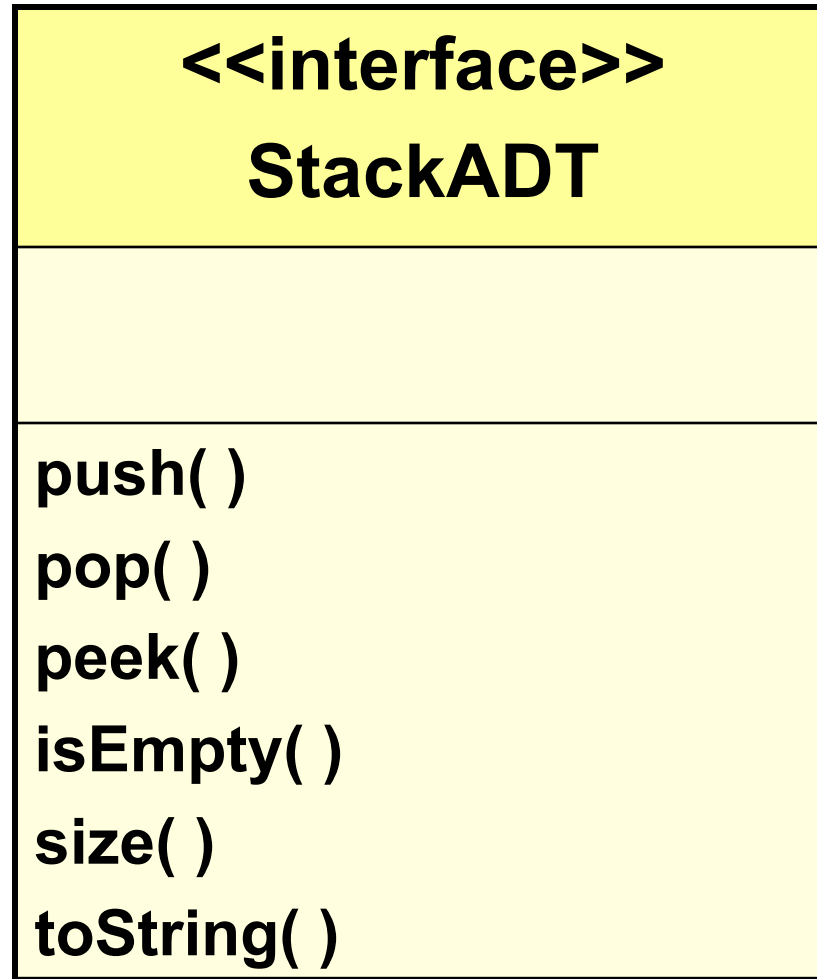 <<interface>>
StackADT
push( )
pop( )
peek( )
isEmpty( )
size( )
toString( )